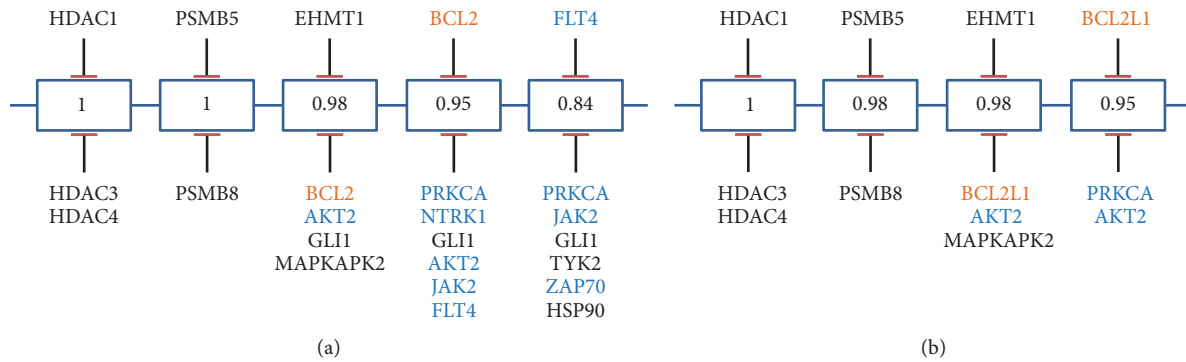 HDAC1 PSMB5 EHMT1 BCL2 FLT4
1 1 0.98 0.95 0.84
HDAC3 PSMB8 BCL2 PRKCA PRKCA
HDAC4 AKT2 NTRK1 JAK2
GLI1 GLI1 GLI1
MAPKAPK2 AKT2 TYK2
JAK2 ZAP70
FLT4 HSP90
(a)
HDAC1 PSMB5 EHMT1 BCL2L1
1 0.98 0.98 0.95
HDAC3 PSMB8 BCL2L1 PRKCA
HDAC4 AKT2 AKT2
MAPKAPK2
(b)